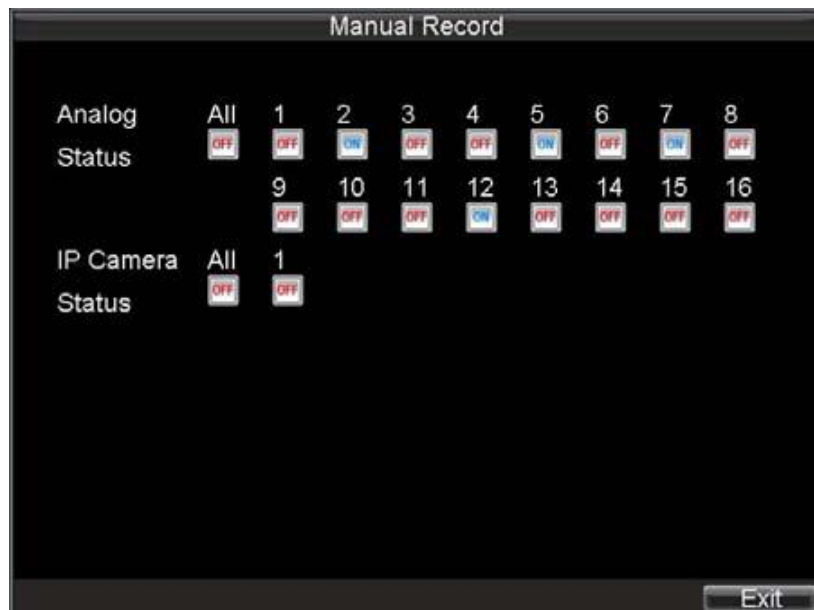 Manual Record
Analog All 1 2 3 4 5 6 7 8
Status OFF OFF ON OFF OFF ON OFF ON OFF
9 10 11 12 13 14 15 16
OFF OFF OFF ON OFF OFF OFF OFF
IP Camera All 1
Status OFF OFF
Exit